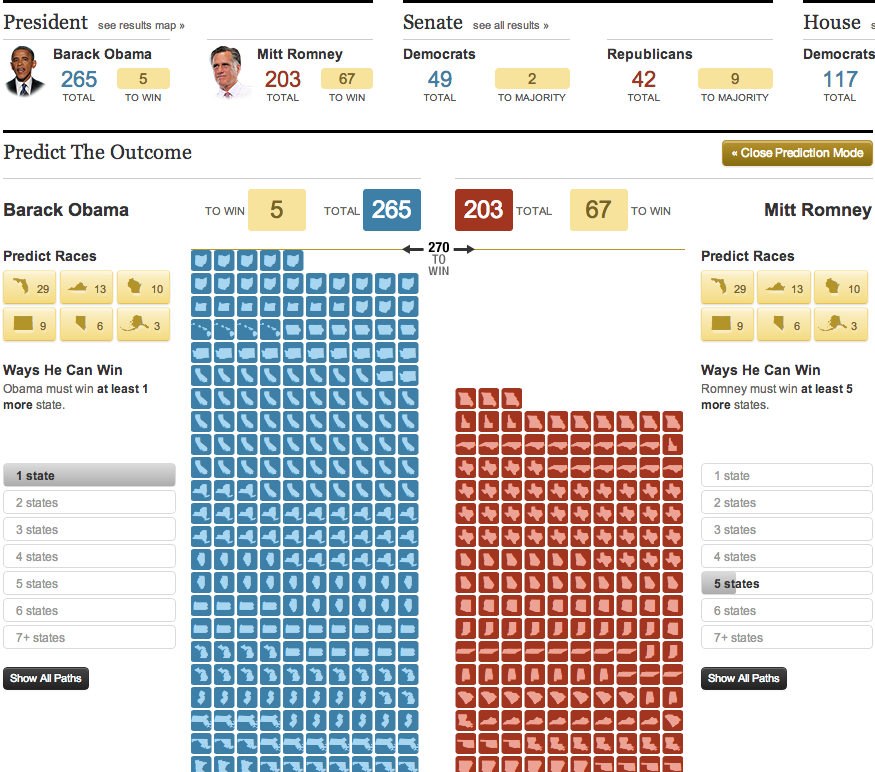 President see results map »
Senate see all results »
House
Barack Obama
265
TOTAL
5
TO WIN
Mitt Romney
203
TOTAL
67
TO WIN
Democrats
49
TOTAL
2
TO MAJORITY
Republicans
42
TOTAL
9
TO MAJORITY
Democrats
117
TOTAL
Predict The Outcome
« Close Prediction Mode
Barack Obama
TO WIN 5 TOTAL 265
203 TOTAL 67 TO WIN
Mitt Romney
270
TO
WIN
Predict Races
29 13 10
9 6 3
Ways He Can Win
Obama must win at least 1
more state.
1 state
2 states
3 states
4 states
5 states
6 states
7+ states
Show All Paths
Predict Races
29 13 10
9 6 3
Ways He Can Win
Romney must win at least 5
more states.
1 state
2 states
3 states
4 states
5 states
6 states
7+ states
Show All Paths